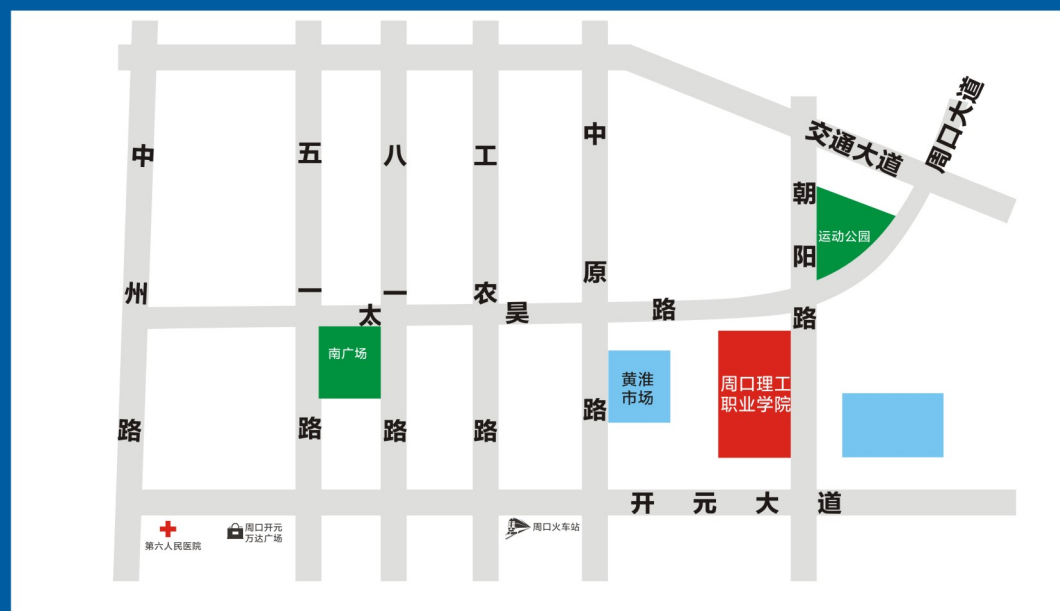 中州路
五一路
八一路
工农路
中原路
朝阳路
交通大道
周口大道
运动公园
太昊路
南广场
黄淮
市场
周口理工
职业学院
开元大道
第六人民医院
周口开元
万达广场
周口火车站